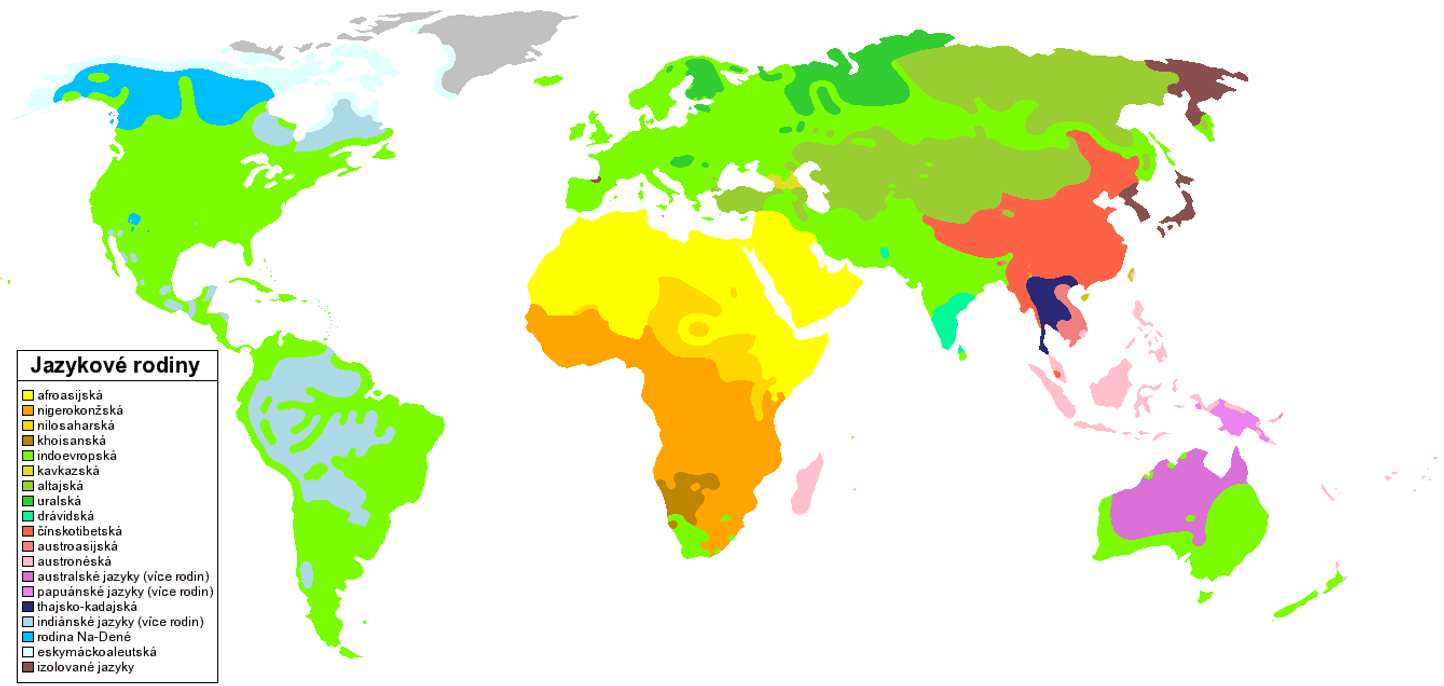 Jazykové rodiny
afroasijská
nigerokonžská
nilosaharská
khoisanská
indoevropská
kavkazská
altajská
uralská
drávidská
čínskotibetská
austroasijská
austronéská
australské jazyky (více rodin)
papuánské jazyky (více rodin)
thajsko-kadajská
indiánské jazyky (více rodin)
rodina Na-Dené
eskymáckoaleutská
izolované jazyky